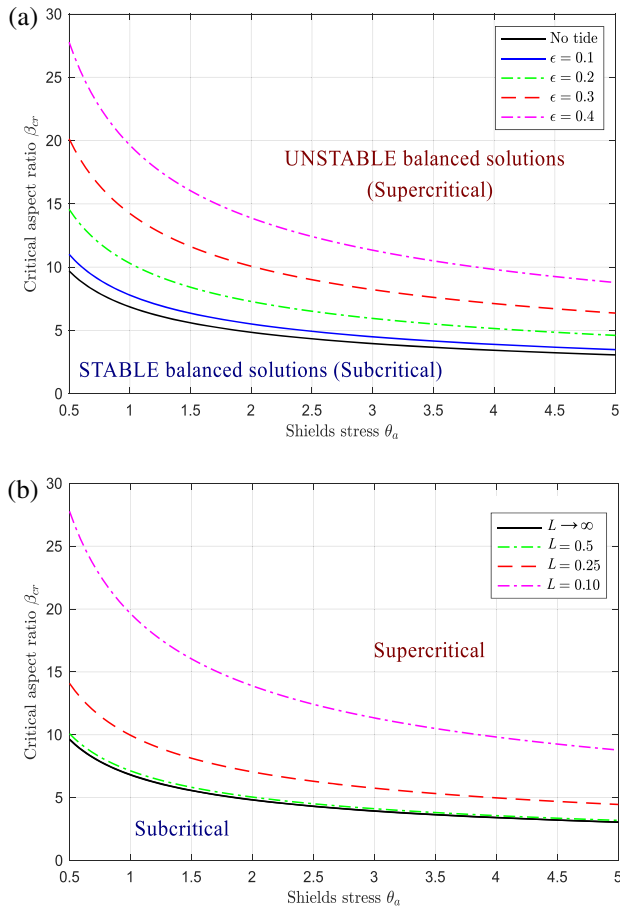 (a)
30
25
20
15
10
5
0
Critical aspect ratio β_cr
No tide
ϵ = 0.1
ϵ = 0.2
ϵ = 0.3
ϵ = 0.4
UNSTABLE balanced solutions
(Supercritical)
STABLE balanced solutions (Subcritical)
0.5 1 1.5 2 2.5 3 3.5 4 4.5 5
Shields stress θ_a
(b)
30
25
20
15
10
5
0
Critical aspect ratio β_cr
L → ∞
L = 0.5
L = 0.25
L = 0.10
Supercritical
Subcritical
0.5 1 1.5 2 2.5 3 3.5 4 4.5 5
Shields stress θ_a